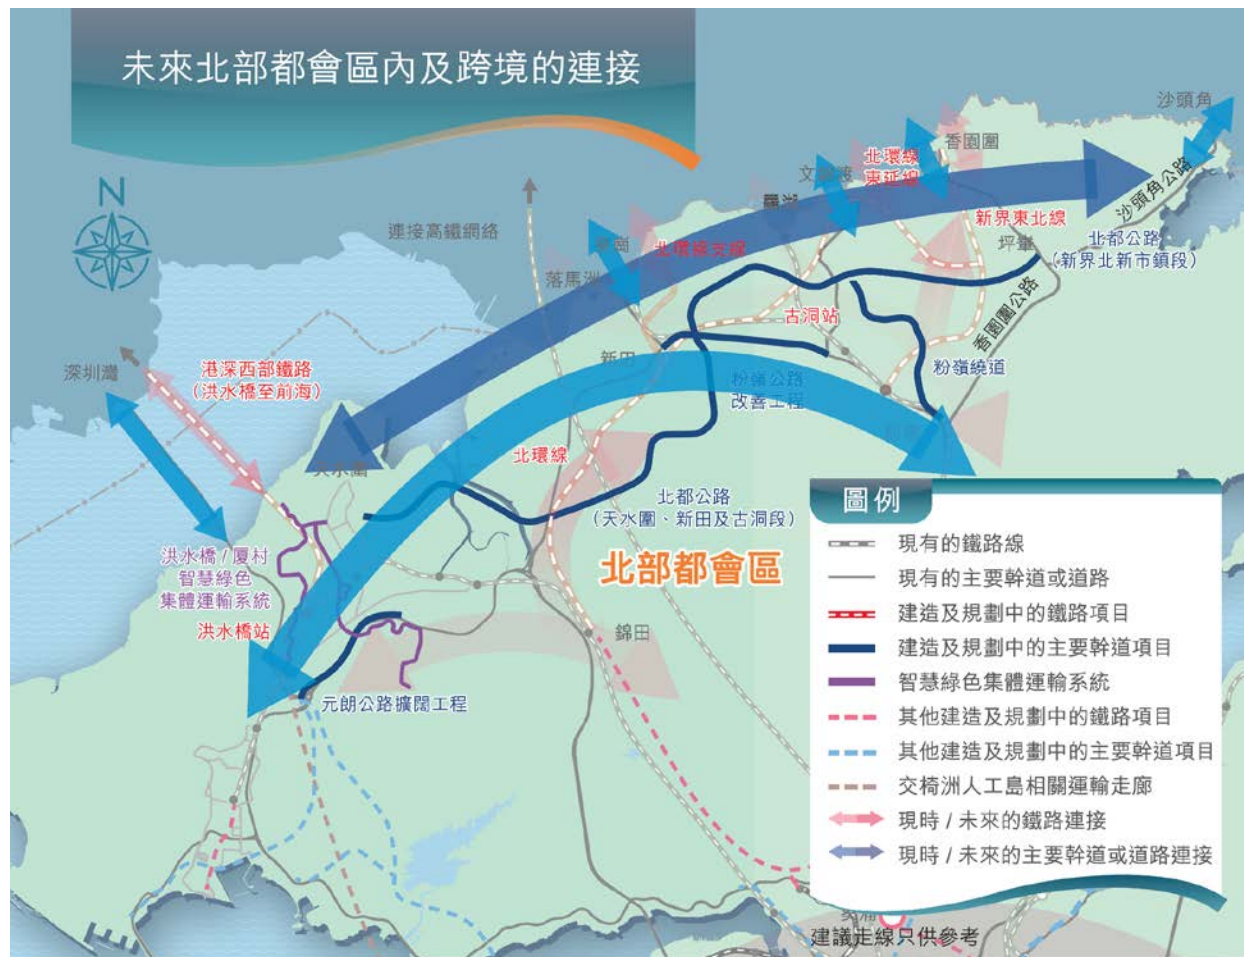 未來北部都會區內及跨境的連接
N
沙頭角
香園圍
北環線
東延線
沙頭角公路
新界東北線
坪輋
北都公路
（新界北新市鎮段）
連接高鐵網絡
北環線支線
落馬洲
古洞站
香園圍公路
粉嶺繞道
深圳灣
港深西部鐵路
（洪水橋至前海）
新田
粉嶺公路
改善工程
北環線
北都公路
（天水圍、新田及古洞段）
北部都會區
洪水橋 / 厦村
智慧綠色
集體運輸系統
洪水橋站
錦田
元朗公路擴闊工程
圖例
現有的鐵路線
現有的主要幹道或道路
建造及規劃中的鐵路項目
建造及規劃中的主要幹道項目
智慧綠色集體運輸系統
其他建造及規劃中的鐵路項目
其他建造及規劃中的主要幹道項目
交椅洲人工島相關運輸走廊
現時 / 未來的鐵路連接
現時 / 未來的主要幹道或道路連接
建議走線只供參考